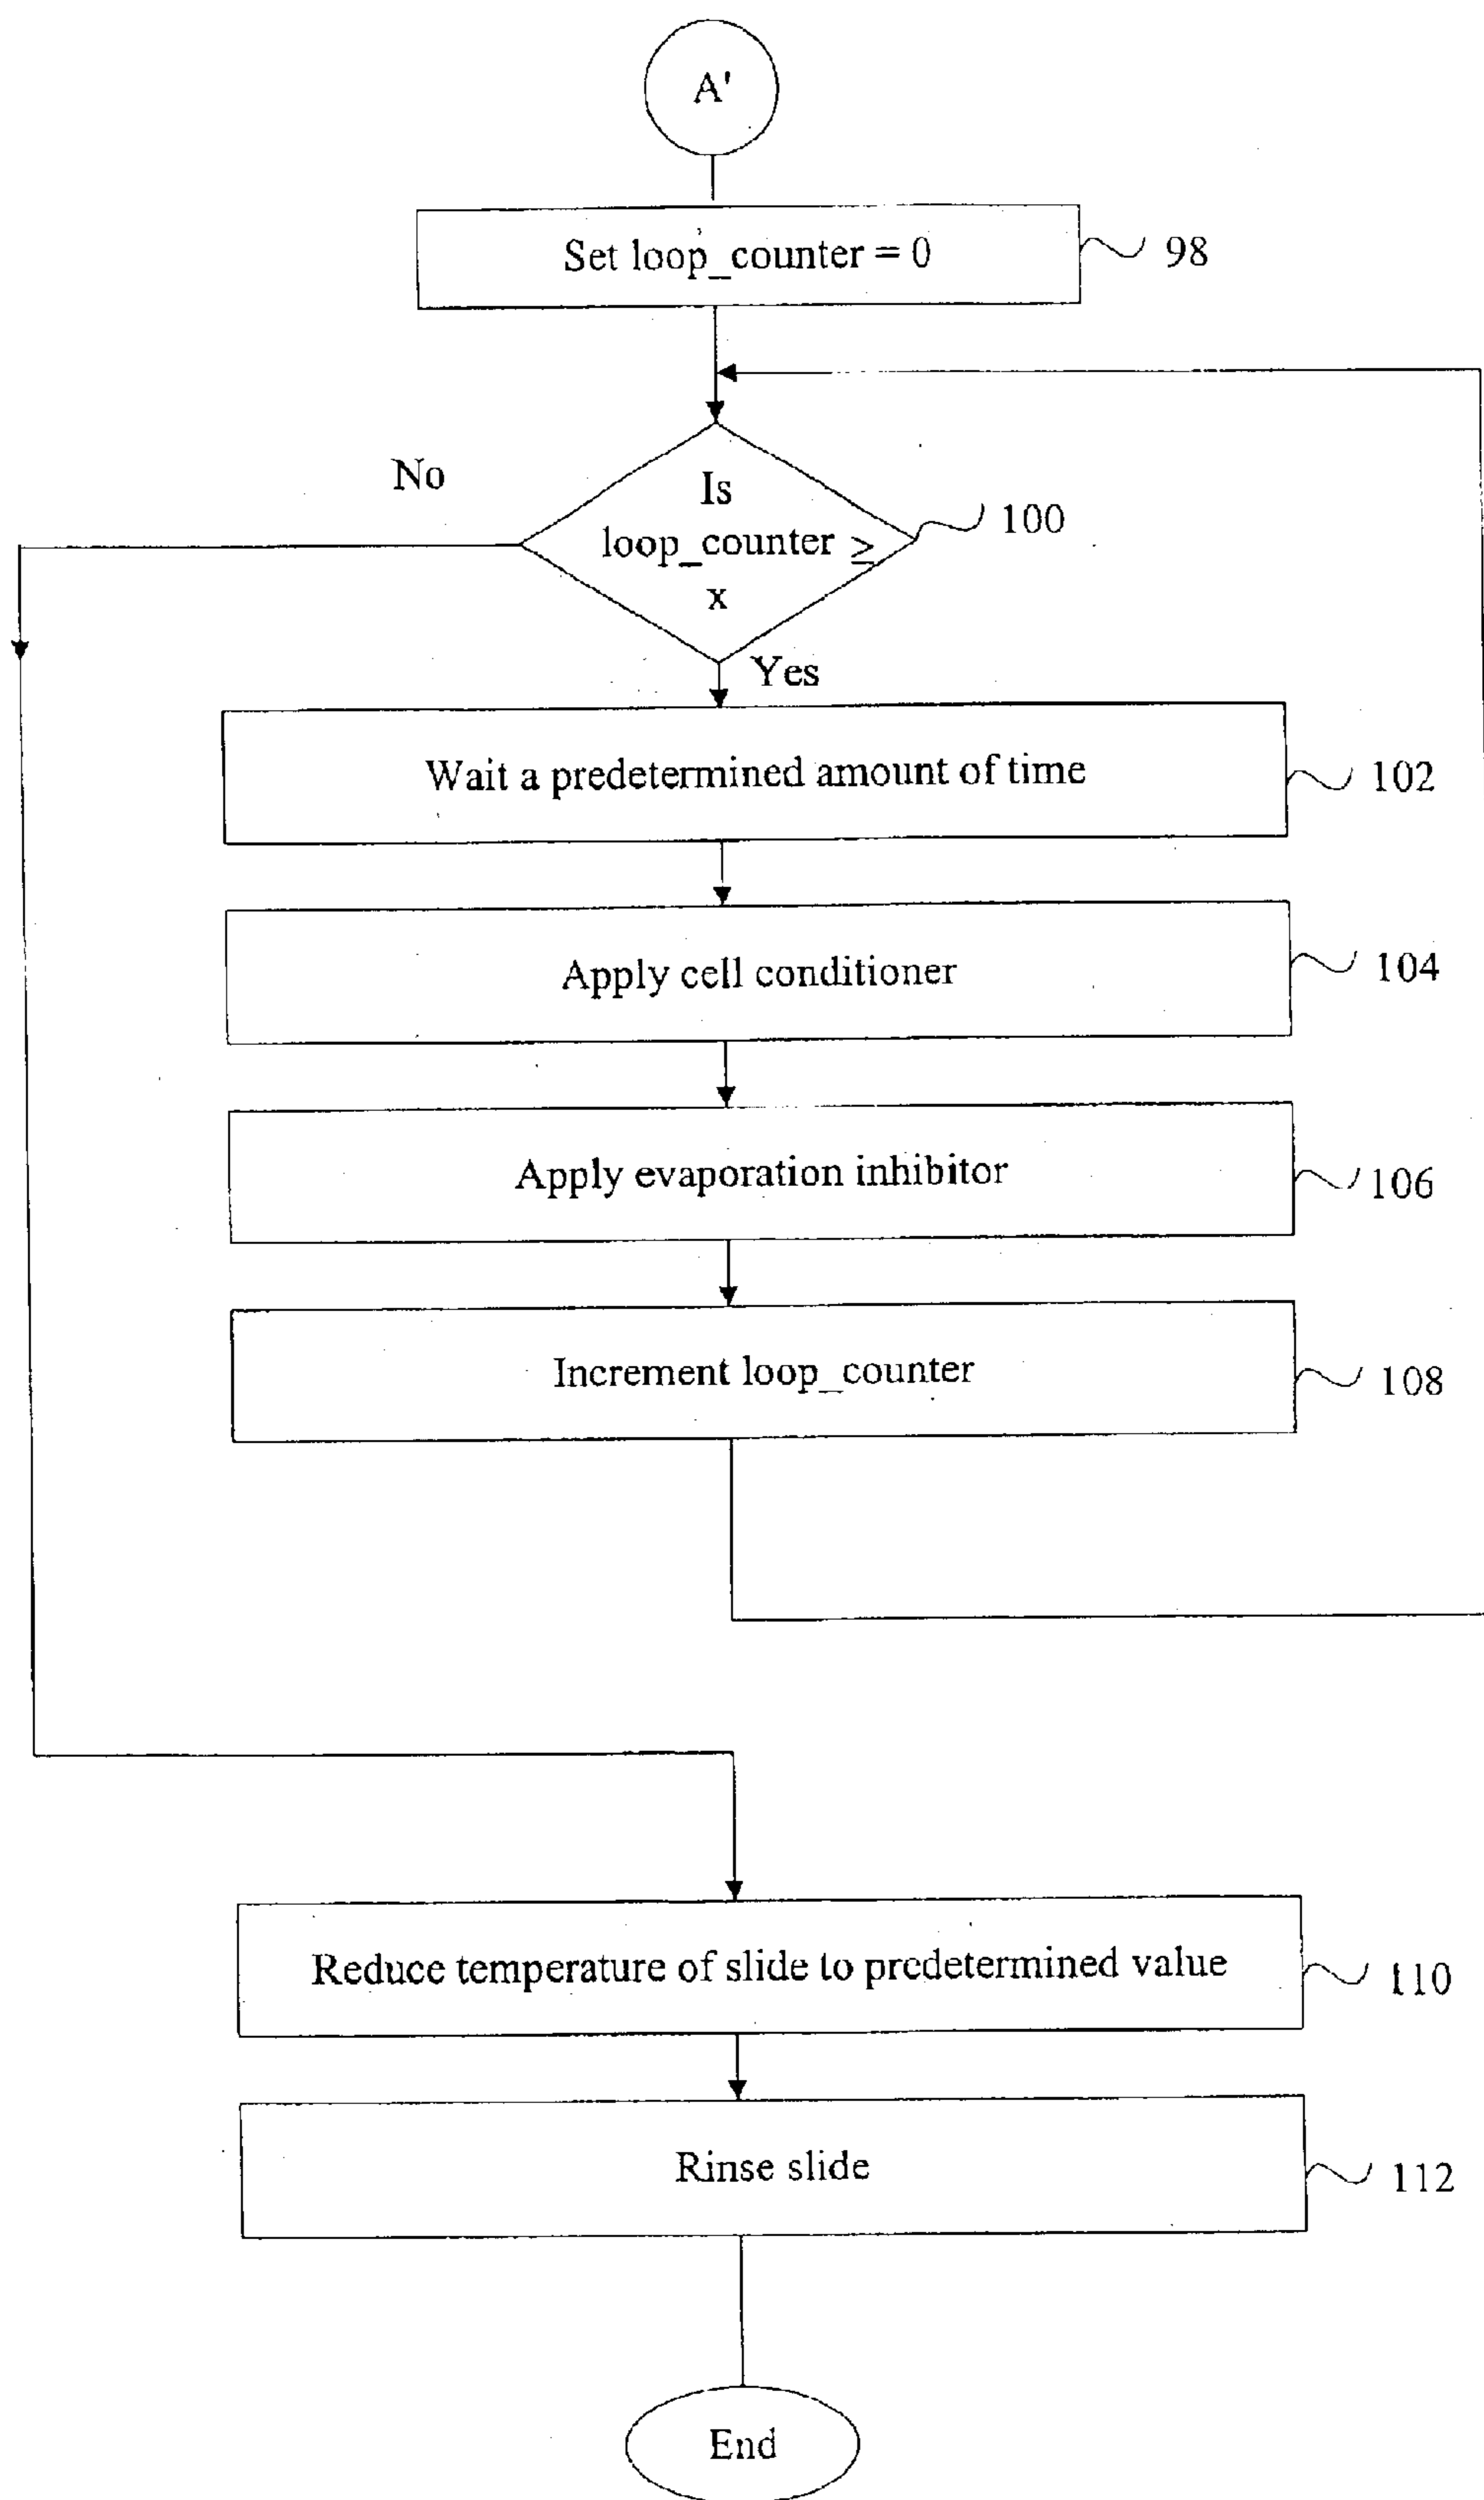 A'
Set loop_counter = 0
98
No
Is
loop_counter ≥
x
100
Yes
Wait a predetermined amount of time
102
Apply cell conditioner
104
Apply evaporation inhibitor
106
Increment loop_counter
108
Reduce temperature of slide to predetermined value
110
Rinse slide
112
End